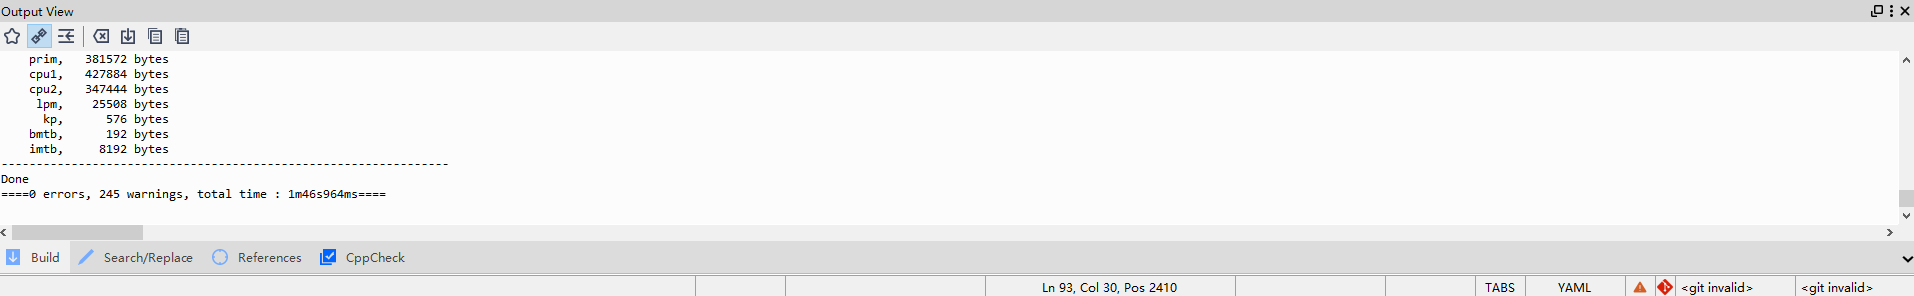 Output View
prim,   381572 bytes
cpu1,   427884 bytes
cpu2,   347444 bytes
lpm,    25508 bytes
kp,      576 bytes
bmtb,      192 bytes
imtb,     8192 bytes
----------------------------------------------------------------
Done
====0 errors, 245 warnings, total time : 1m46s964ms====
Build Search/Replace References CppCheck
Ln 93, Col 30, Pos 2410 TABS YAML <git invalid> <git invalid>